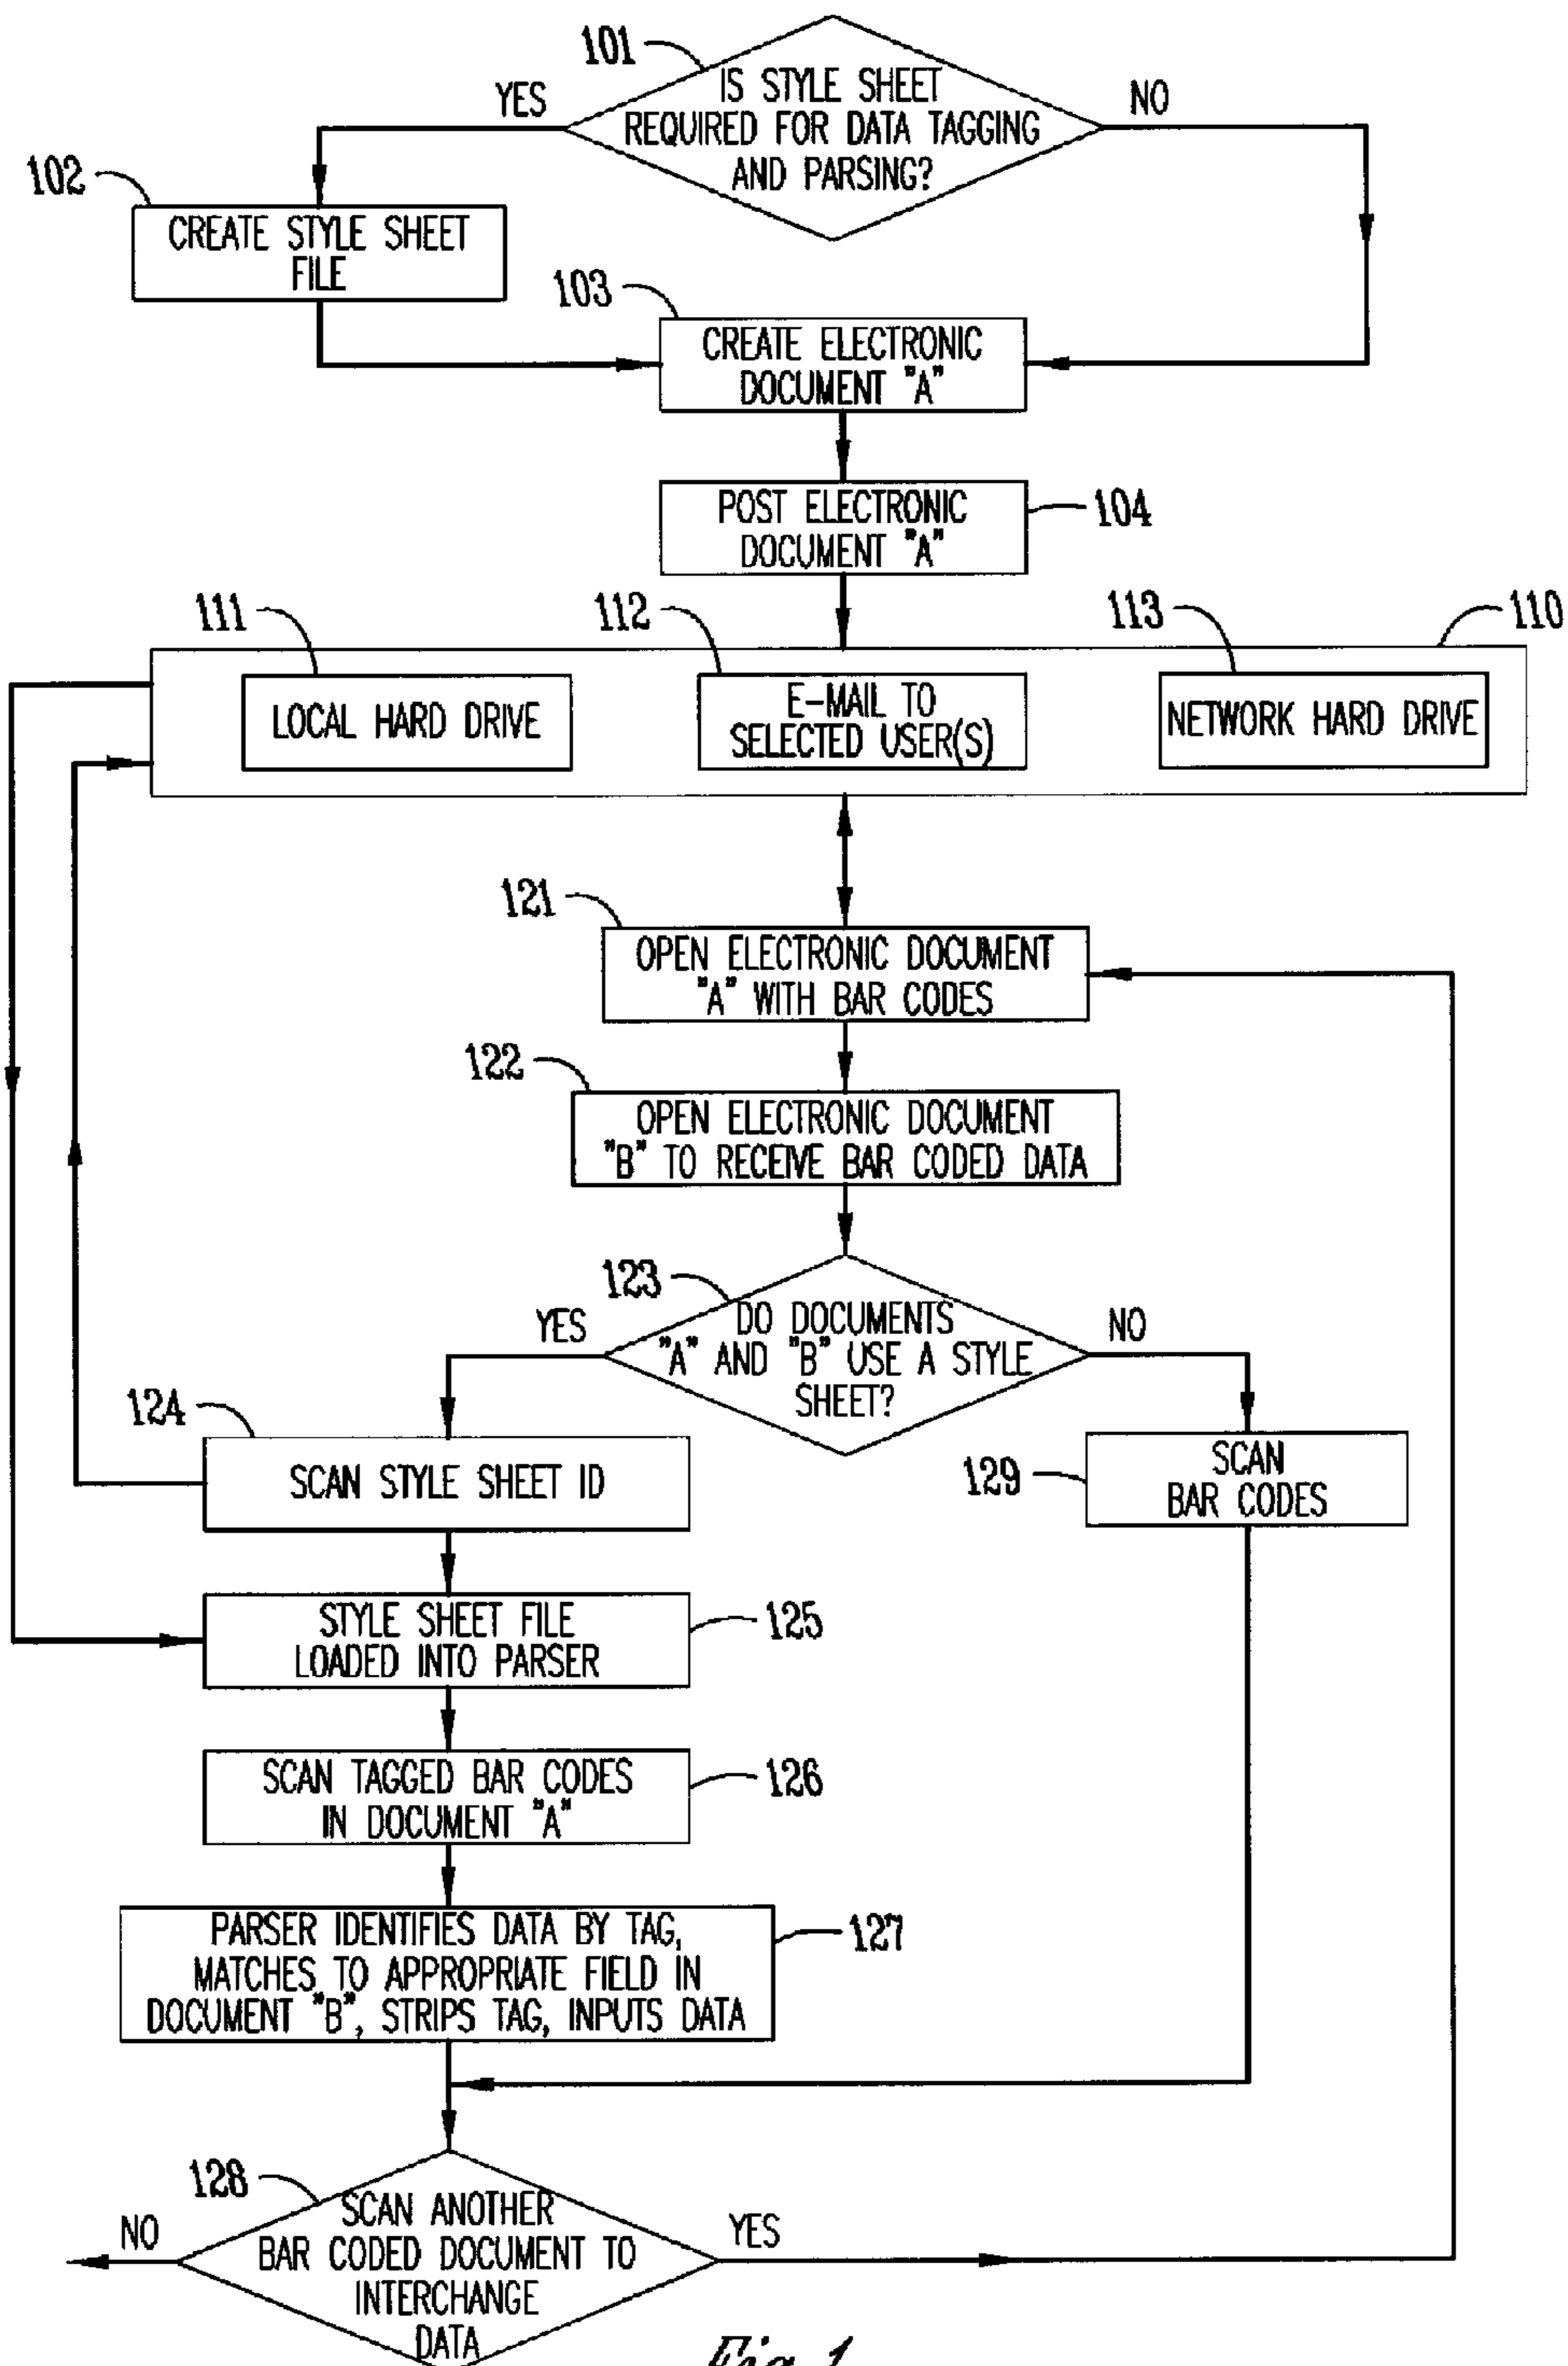 101
IS STYLE SHEET
REQUIRED FOR DATA TAGGING
AND PARSING?
YES
NO
102
CREATE STYLE SHEET
FILE
103
CREATE ELECTRONIC
DOCUMENT "A"
POST ELECTRONIC
DOCUMENT "A"
104
111
112
113
110
LOCAL HARD DRIVE
E-MAIL TO
SELECTED USER(S)
NETWORK HARD DRIVE
121
OPEN ELECTRONIC DOCUMENT
"A" WITH BAR CODES
122
OPEN ELECTRONIC DOCUMENT
"B" TO RECEIVE BAR CODED DATA
123
DO DOCUMENTS
"A" AND "B" USE A STYLE
SHEET?
YES
NO
124
SCAN STYLE SHEET ID
129
SCAN
BAR CODES
STYLE SHEET FILE
LOADED INTO PARSER
125
SCAN TAGGED BAR CODES
IN DOCUMENT "A"
126
PARSER IDENTIFIES DATA BY TAG,
MATCHES TO APPROPRIATE FIELD IN
DOCUMENT "B", STRIPS TAG, INPUTS DATA
127
128
SCAN ANOTHER
BAR CODED DOCUMENT TO
INTERCHANGE
DATA
NO
YES
Fig. 1